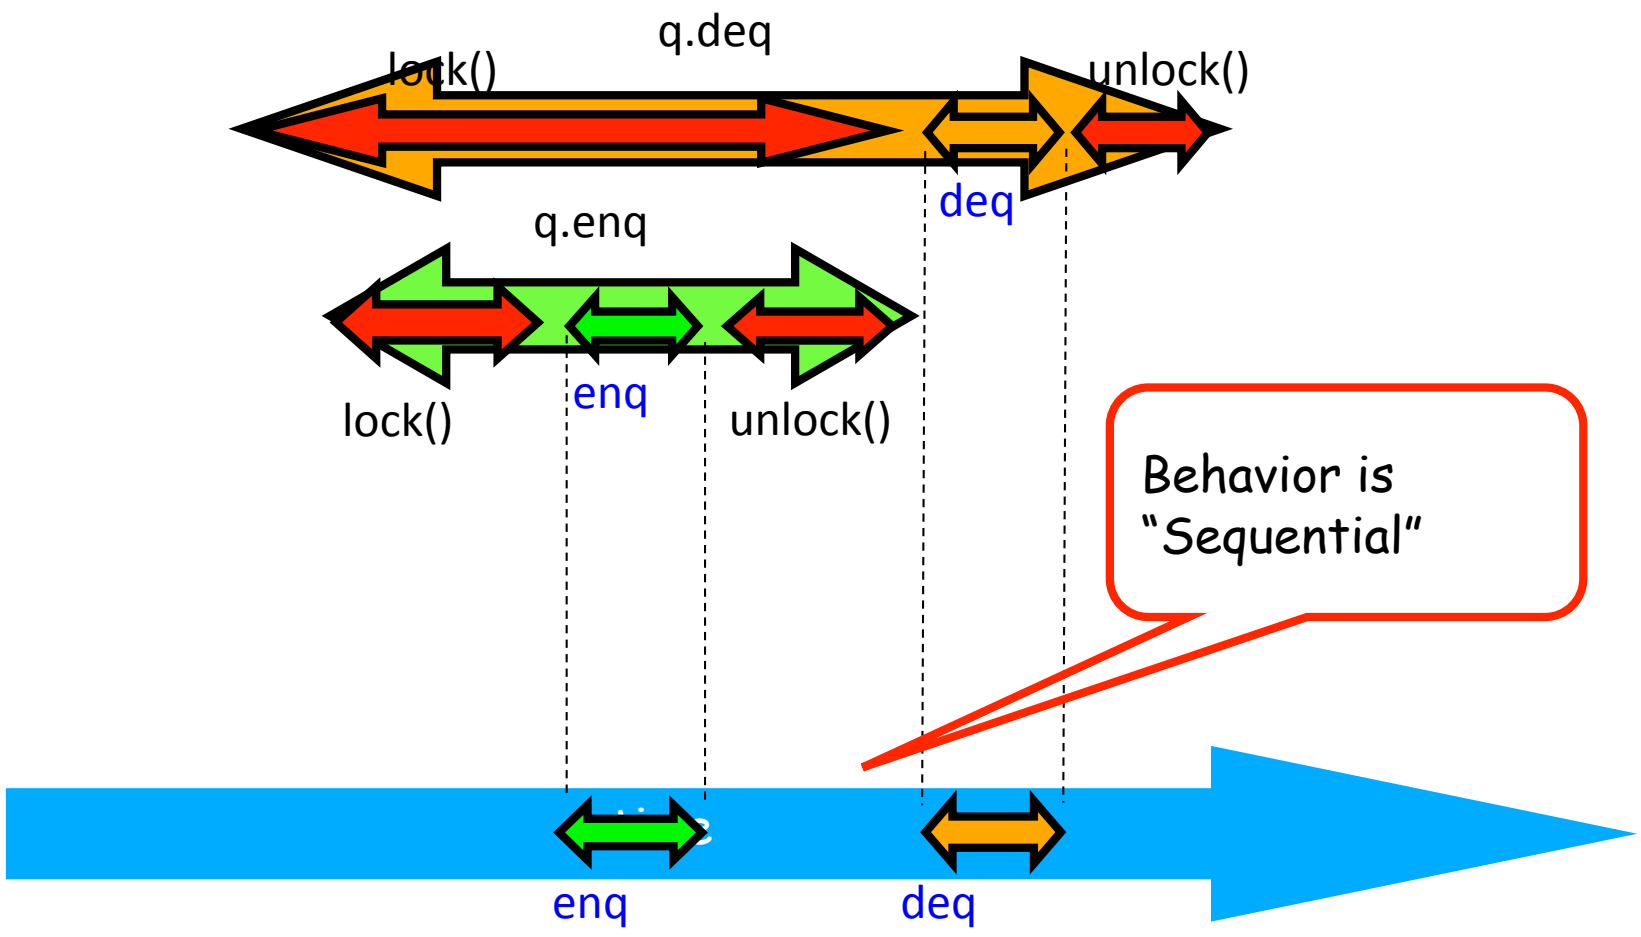 q.deq
lock()
unlock()
deq
q.enq
enq
lock()
unlock()
Behavior is
“Sequential”
enq
deq